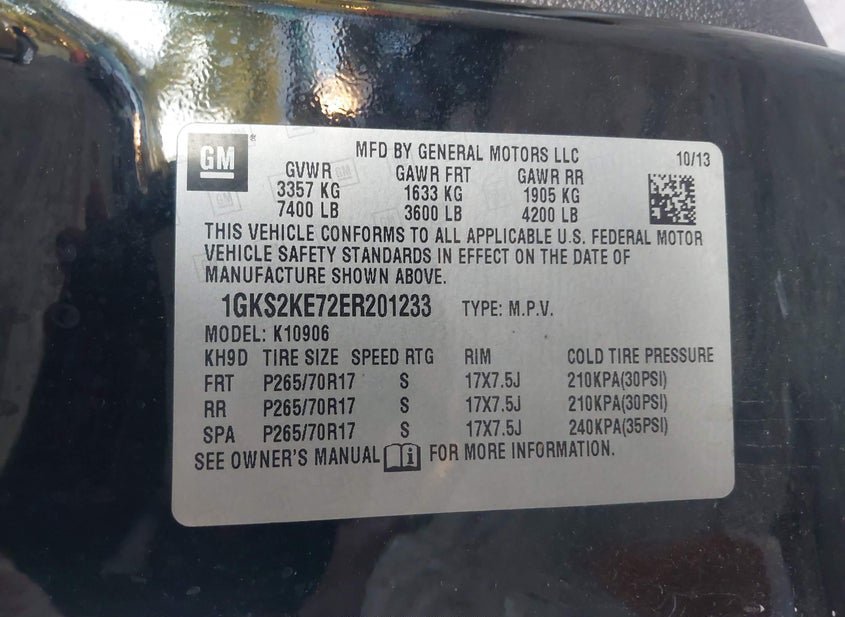 GM ®
MFD BY GENERAL MOTORS LLC 10/13
GVWR GAWR FRT GAWR RR
3357 KG 1633 KG 1905 KG
7400 LB 3600 LB 4200 LB
THIS VEHICLE CONFORMS TO ALL APPLICABLE U.S. FEDERAL MOTOR
VEHICLE SAFETY STANDARDS IN EFFECT ON THE DATE OF
MANUFACTURE SHOWN ABOVE.
1GKS2KE72ER201233 TYPE: M.P.V.
MODEL: K10906
KH9D TIRE SIZE SPEED RTG RIM COLD TIRE PRESSURE
FRT P265/70R17 S 17X7.5J 210KPA(30PSI)
RR P265/70R17 S 17X7.5J 210KPA(30PSI)
SPA P265/70R17 S 17X7.5J 240KPA(35PSI)
SEE OWNER'S MANUAL i FOR MORE INFORMATION.